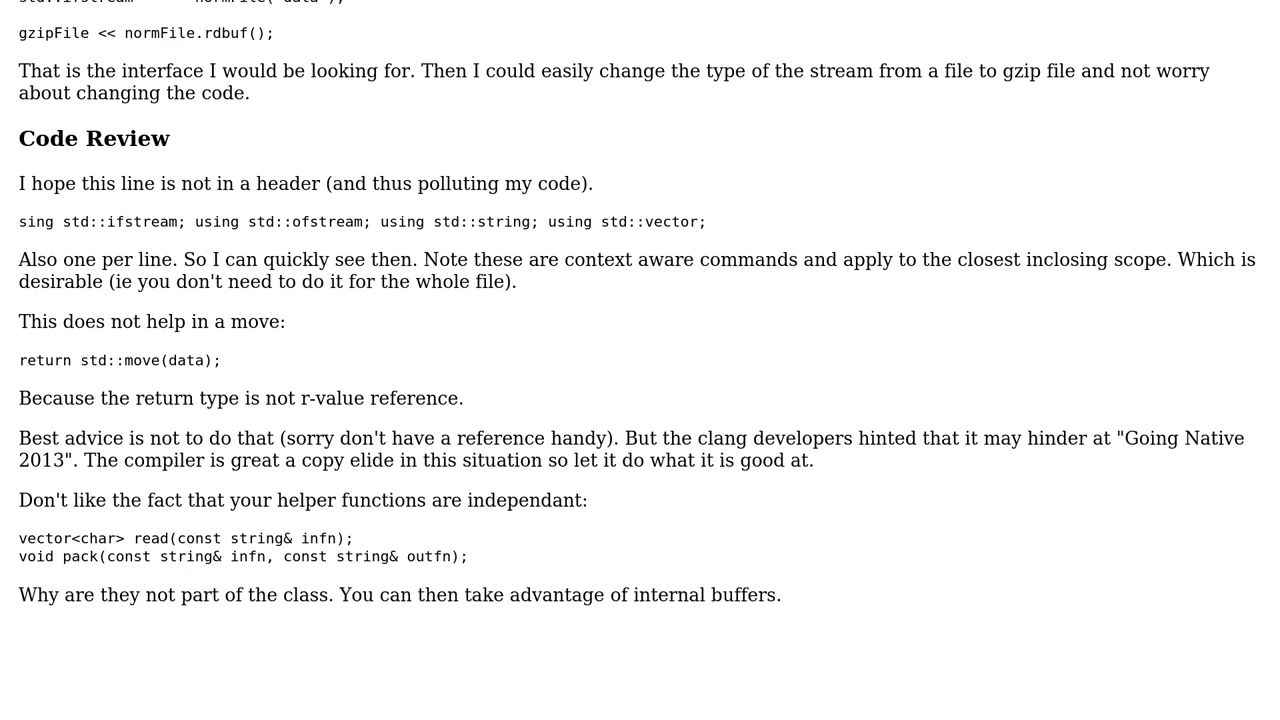 gzipFile << normFile.rdbuf();
That is the interface I would be looking for. Then I could easily change the type of the stream from a file to gzip file and not worry
about changing the code.
Code Review
I hope this line is not in a header (and thus polluting my code).
sing std::ifstream; using std::ofstream; using std::string; using std::vector;
Also one per line. So I can quickly see then. Note these are context aware commands and apply to the closest inclosing scope. Which is
desirable (ie you don't need to do it for the whole file).
This does not help in a move:
return std::move(data);
Because the return type is not r-value reference.
Best advice is not to do that (sorry don't have a reference handy). But the clang developers hinted that it may hinder at "Going Native
2013". The compiler is great a copy elide in this situation so let it do what it is good at.
Don't like the fact that your helper functions are independant:
vector<char> read(const string& infn);
void pack(const string& infn, const string& outfn);
Why are they not part of the class. You can then take advantage of internal buffers.